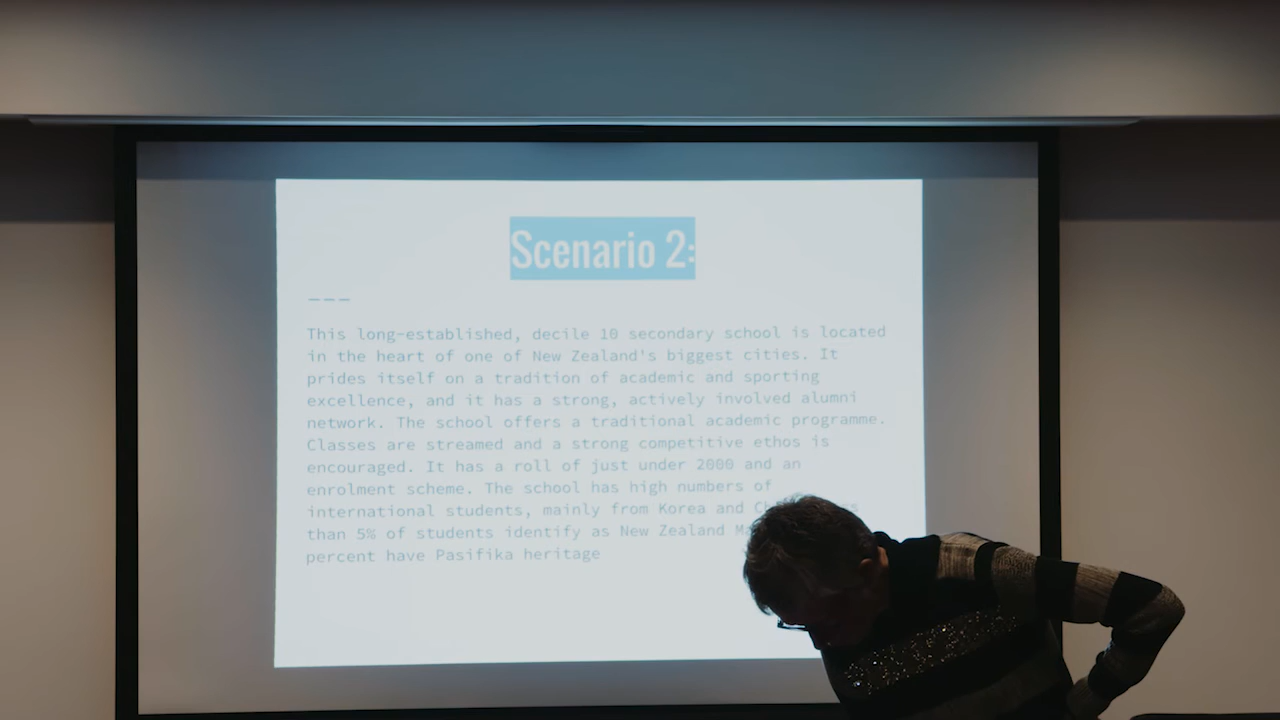 Scenario 2:
———
This long-established, decile 10 secondary school is located
in the heart of one of New Zealand's biggest cities. It
prides itself on a tradition of academic and sporting
excellence, and it has a strong, actively involved alumni
network. The school offers a traditional academic programme.
Classes are streamed and a strong competitive ethos is
encouraged. It has a roll of just under 2000 and an
enrolment scheme. The school has high numbers of
international students, mainly from Korea and
than 5% of students identify as New Zealand
percent have Pasifika heritage